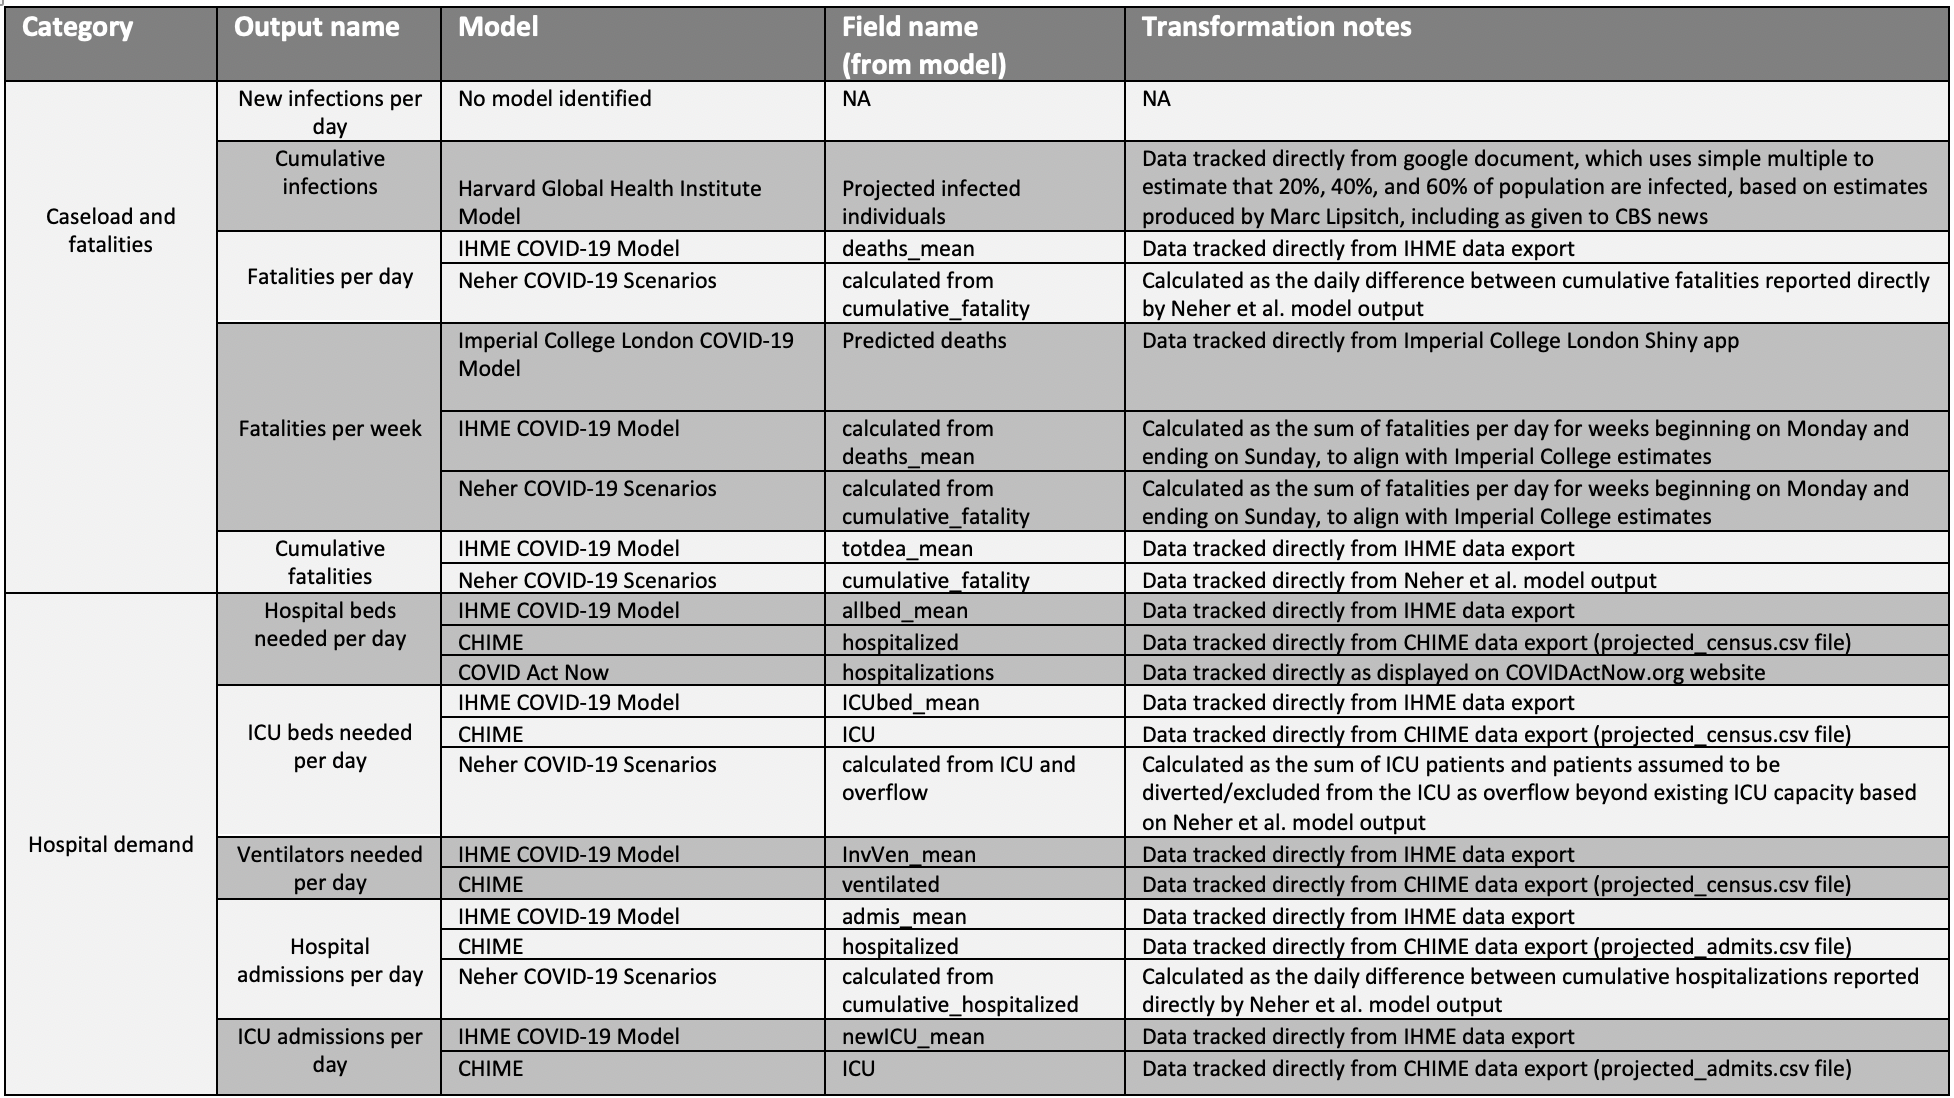 Category
Output name
Model
Field name
(from model)
Transformation notes
Caseload and
fatalities
New infections per
day
No model identified
NA
NA
Cumulative
infections
Harvard Global Health Institute
Model
Projected infected
individuals
Data tracked directly from google document, which uses simple multiple to
estimate that 20%, 40%, and 60% of population are infected, based on estimates
produced by Marc Lipsitch, including as given to CBS news
Fatalities per day
IHME COVID-19 Model
deaths_mean
Data tracked directly from IHME data export
Neher COVID-19 Scenarios
calculated from
cumulative_fatality
Calculated as the daily difference between cumulative fatalities reported directly
by Neher et al. model output
Fatalities per week
Imperial College London COVID-19
Model
Predicted deaths
Data tracked directly from Imperial College London Shiny app
IHME COVID-19 Model
calculated from
deaths_mean
Calculated as the sum of fatalities per day for weeks beginning on Monday and
ending on Sunday, to align with Imperial College estimates
Neher COVID-19 Scenarios
calculated from
cumulative_fatality
Calculated as the sum of fatalities per day for weeks beginning on Monday and
ending on Sunday, to align with Imperial College estimates
Cumulative
fatalities
IHME COVID-19 Model
totdea_mean
Data tracked directly from IHME data export
Neher COVID-19 Scenarios
cumulative_fatality
Data tracked directly from Neher et al. model output
Hospital demand
Hospital beds
needed per day
IHME COVID-19 Model
allbed_mean
Data tracked directly from IHME data export
CHIME
hospitalized
Data tracked directly from CHIME data export (projected_census.csv file)
COVID Act Now
hospitalizations
Data tracked directly as displayed on COVIDActNow.org website
ICU beds needed
per day
IHME COVID-19 Model
ICUbed_mean
Data tracked directly from IHME data export
CHIME
ICU
Data tracked directly from CHIME data export (projected_census.csv file)
Neher COVID-19 Scenarios
calculated from ICU and
overflow
Calculated as the sum of ICU patients and patients assumed to be
diverted/excluded from the ICU as overflow beyond existing ICU capacity based
on Neher et al. model output
Ventilators needed
per day
IHME COVID-19 Model
InvVen_mean
Data tracked directly from IHME data export
CHIME
ventilated
Data tracked directly from CHIME data export (projected_census.csv file)
Hospital
admissions per day
IHME COVID-19 Model
admis_mean
Data tracked directly from IHME data export
CHIME
hospitalized
Data tracked directly from CHIME data export (projected_admits.csv file)
Neher COVID-19 Scenarios
calculated from
cumulative_hospitalized
Calculated as the daily difference between cumulative hospitalizations reported
directly by Neher et al. model output
ICU admissions per
day
IHME COVID-19 Model
newICU_mean
Data tracked directly from IHME data export
CHIME
ICU
Data tracked directly from CHIME data export (projected_admits.csv file)